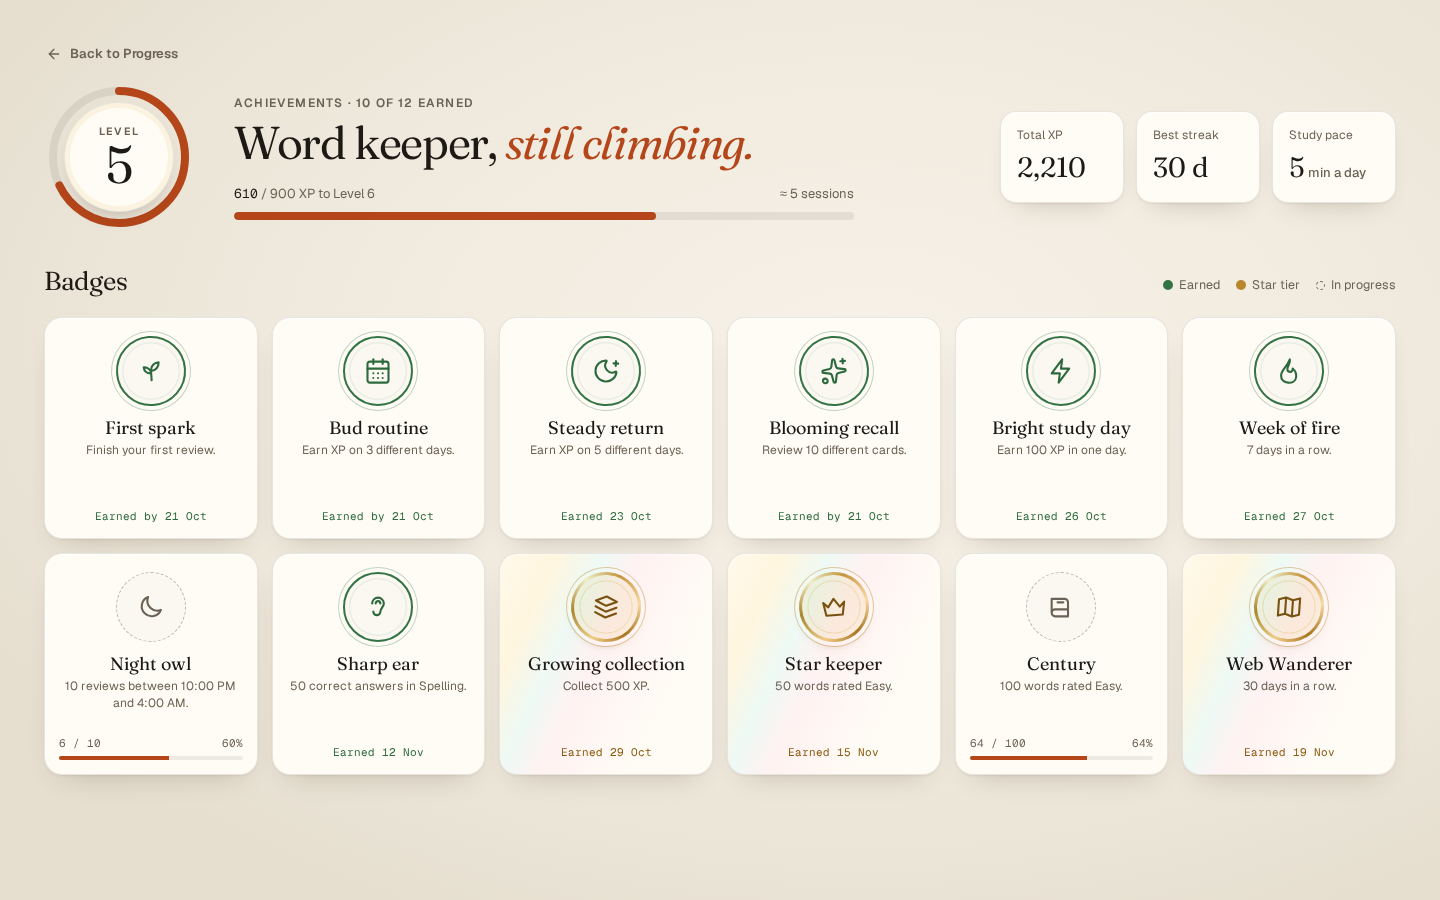 Back to Progress
LEVEL
5
ACHIEVEMENTS · 10 OF 12 EARNED
Word keeper, still climbing.
610 / 900 XP to Level 6
≈ 5 sessions
Total XP
2,210
Best streak
30 d
Study pace
5 min a day
Badges
Earned
Star tier
In progress
First spark
Finish your first review.
Earned by 21 Oct
Bud routine
Earn XP on 3 different days.
Earned by 21 Oct
Steady return
Earn XP on 5 different days.
Earned 23 Oct
Blooming recall
Review 10 different cards.
Earned by 21 Oct
Bright study day
Earn 100 XP in one day.
Earned 26 Oct
Week of fire
7 days in a row.
Earned 27 Oct
Night owl
10 reviews between 10:00 PM
and 4:00 AM.
6 / 10
60%
Sharp ear
50 correct answers in Spelling.
Earned 12 Nov
Growing collection
Collect 500 XP.
Earned 29 Oct
Star keeper
50 words rated Easy.
Earned 15 Nov
Century
100 words rated Easy.
64 / 100
64%
Web Wanderer
30 days in a row.
Earned 19 Nov